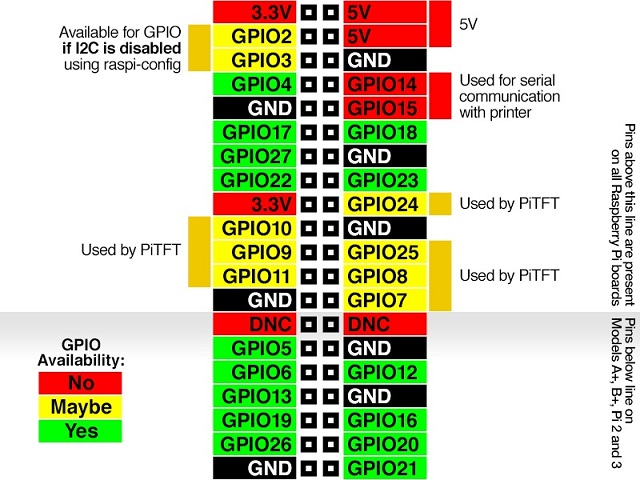 3.3V 5V
5V
Available for GPIO
if I2C is disabled
using raspi-config
GPIO2 5V
GPIO3 GND
GPIO4 GPIO14
Used for serial
communication
with printer
GND GPIO15
GPIO17 GPIO18
GPIO27 GND
GPIO22 GPIO23
3.3V GPIO24 Used by PiTFT
GPIO10 GND
Used by PiTFT GPIO9 GPIO25
GPIO11 GPIO8 Used by PiTFT
GND GPIO7
Pins above this line are present
on all Raspberry Pi boards
DNC DNC
GPIO5 GND
GPIO6 GPIO12
GPIO13 GND
GPIO19 GPIO16
GPIO26 GPIO20
GND GPIO21
Pins below line on
Models A+, B+, Pi 2 and 3
GPIO
Availability:
No
Maybe
Yes